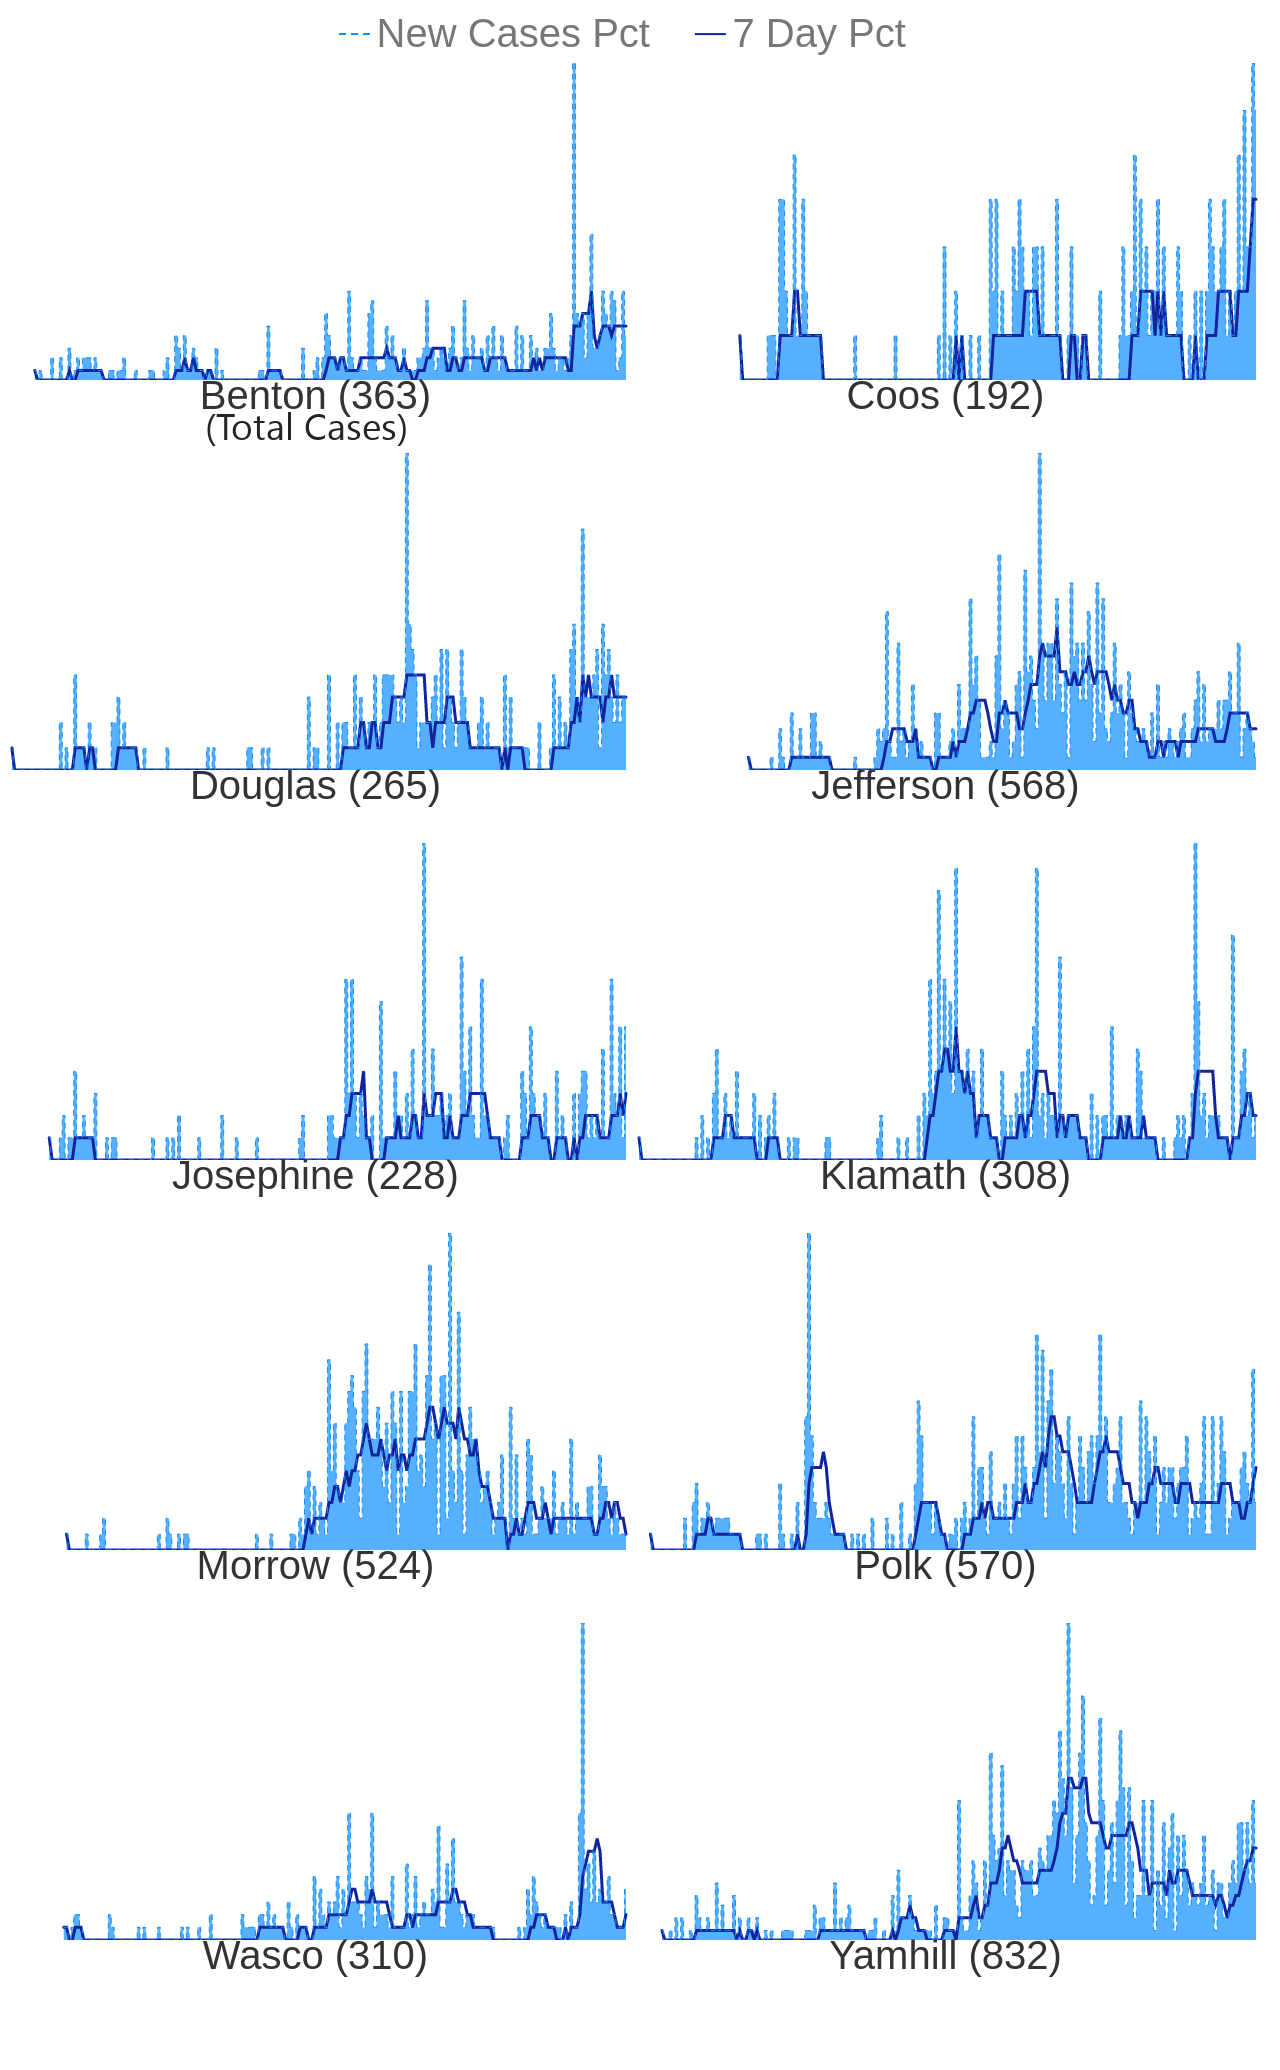 New Cases Pct 7 Day Pct
Benton (363) Coos (192)
(Total Cases)
Douglas (265) Jefferson (568)
Josephine (228) Klamath (308)
Morrow (524) Polk (570)
Wasco (310) Yamhill (832)